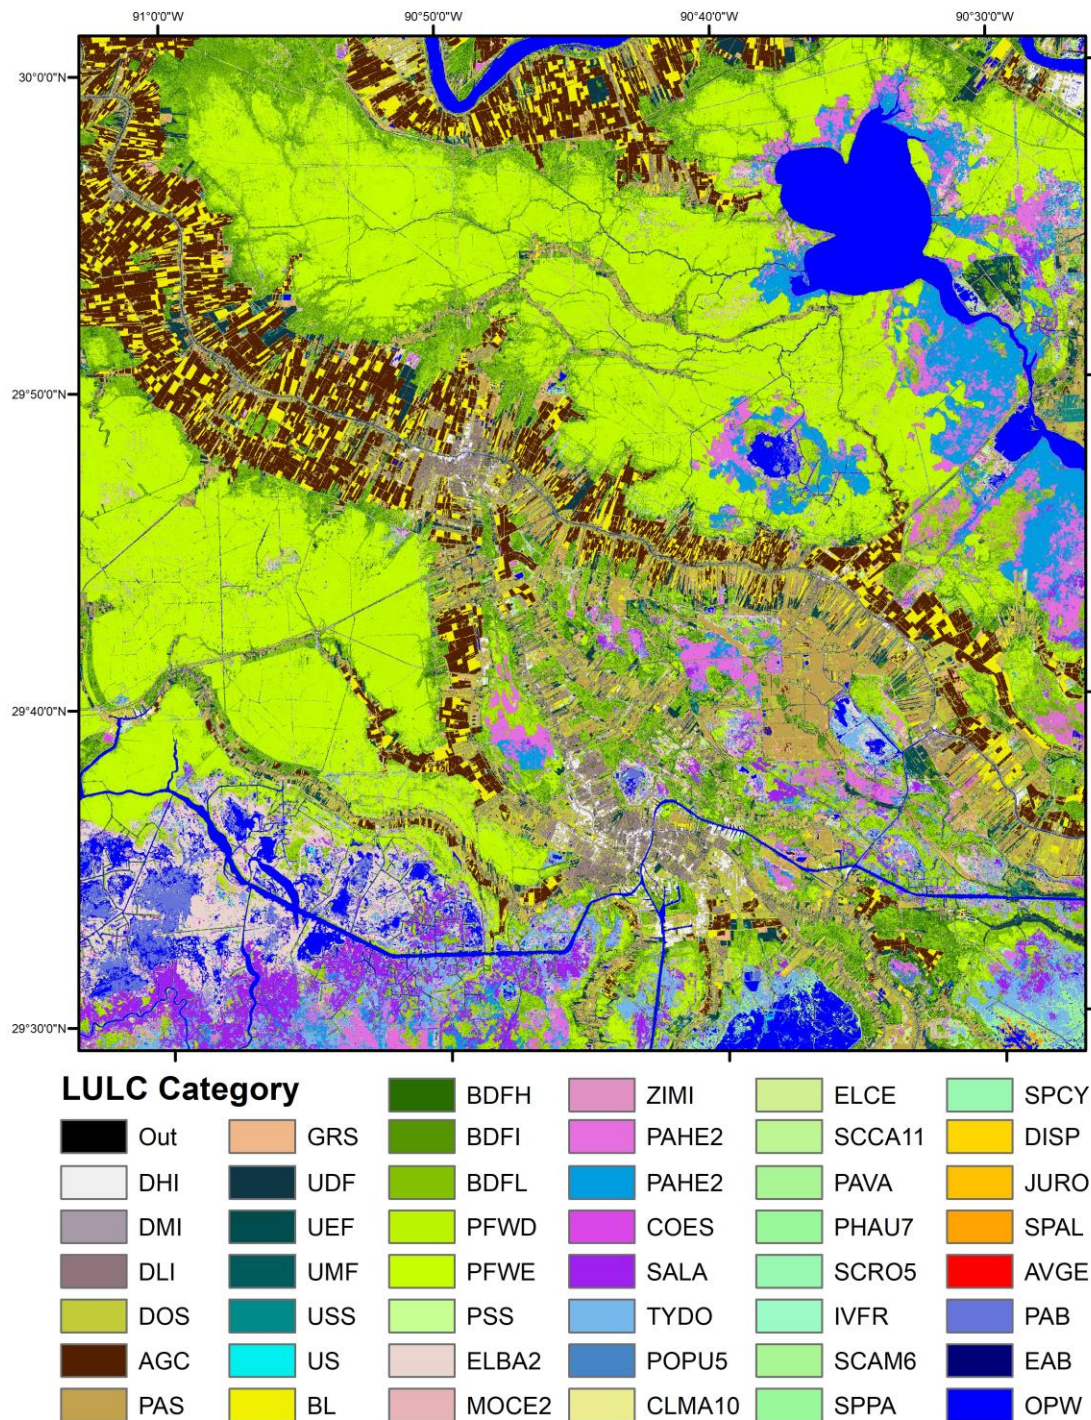 91°0'0"W 90°50'0"W 90°40'0"W 90°30'0"W
30°0'0"N
29°50'0"N
29°40'0"N
29°30'0"N
LULC Category
BDFH ZIMI ELCE SPCY
Out GRS BDFI PAHE2 SCCA11 DISP
DHI UDF BDFL PAHE2 PAVA JURO
DMI UEF PFWD COES PHAU7 SPAL
DLI UMF PFWE SALA SCRO5 AVGE
DOS USS PSS TYDO IVFR PAB
AGC US ELBA2 POPU5 SCAM6 EAB
PAS BL MOCE2 CLMA10 SPPA OPW